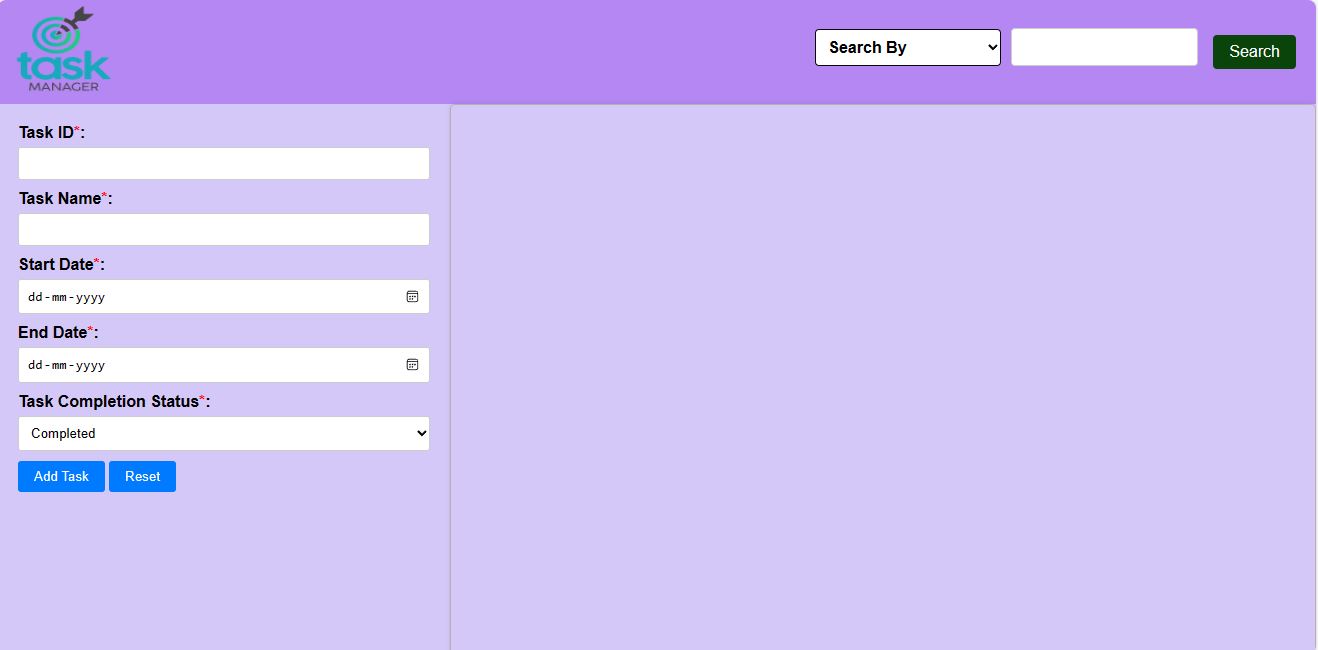 task
MANAGER
Search By
Search
Task ID*:
Task Name*:
Start Date*:
dd-mm-yyyy
End Date*:
dd-mm-yyyy
Task Completion Status*:
Completed
Add Task Reset